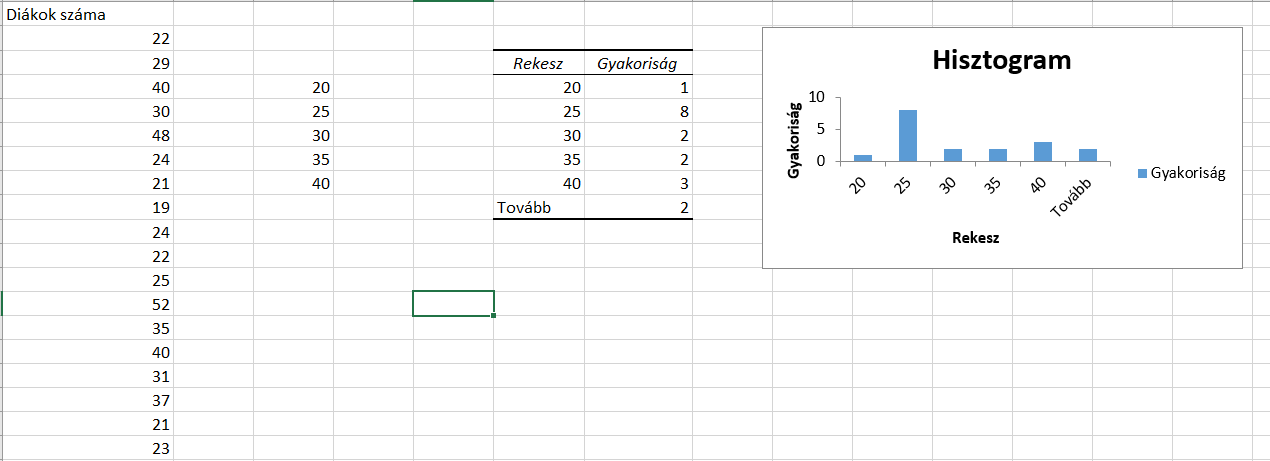 Diákok száma
22
29 Rekesz Gyakoriság
40 20 20 1
30 25 25 8
48 30 30 2
24 35 35 2
21 40 40 3
19 Tovább 2
24
22
25
52
35
40
31
37
21
23
Hisztogram
Gyakoriság
10
5
0
20 25 30 35 40 Tovább
Rekesz
Gyakoriság